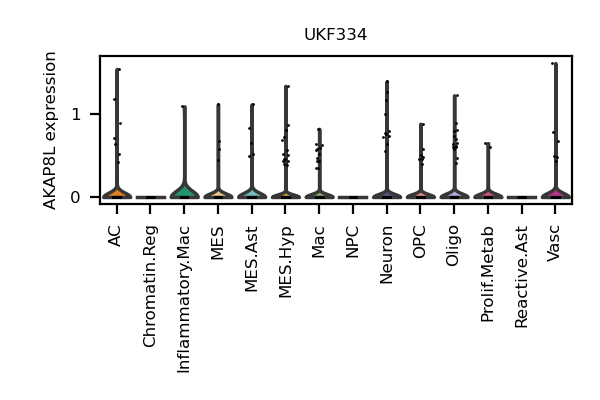 UKF334
AKAP8L expression
1
0
AC
Chromatin.Reg
Inflammatory.Mac
MES
MES.Ast
MES.Hyp
Mac
NPC
Neuron
OPC
Oligo
Prolif.Metab
Reactive.Ast
Vasc